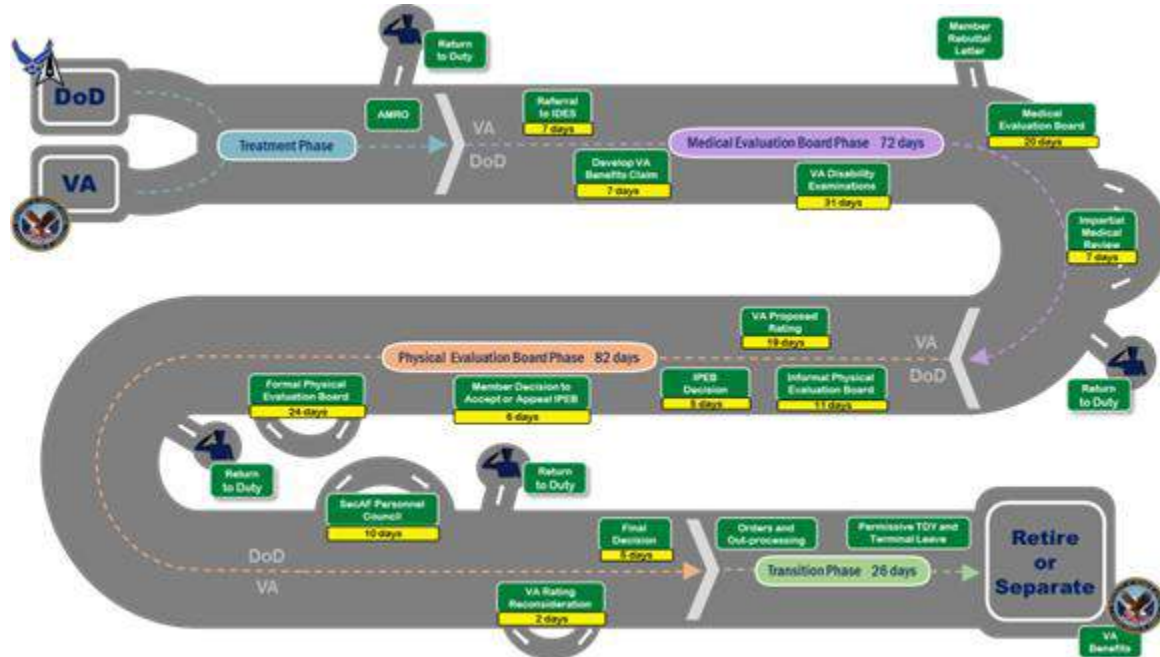 DoD
VA
Return
to Duty
AMRO
Treatment Phase
VA
DoD
Referral
to IDES
7 days
Develop VA
Benefits Claim
7 days
Medical Evaluation Board Phase 72 days
VA Disability
Examinations
31 days
Member
Rebuttal
Letter
Medical
Evaluation Board
20 days
Impartial
Medical
Review
7 days
Return
to Duty
VA
DoD
VA Proposed
Rating
19 days
Informal Physical
Evaluation Board
11 days
IPEB
Decision
5 days
Physical Evaluation Board Phase 82 days
Member Decision to
Accept or Appeal IPEB
6 days
Formal Physical
Evaluation Board
24 days
Return
to Duty
SecAF Personnel
Council
10 days
Return
to Duty
DoD
VA
VA Rating
Reconsideration
2 days
Final
Decision
5 days
Orders and
Out-processing
Permissive TDY and
Terminal Leave
Transition Phase 26 days
Retire
or
Separate
VA
Benefits